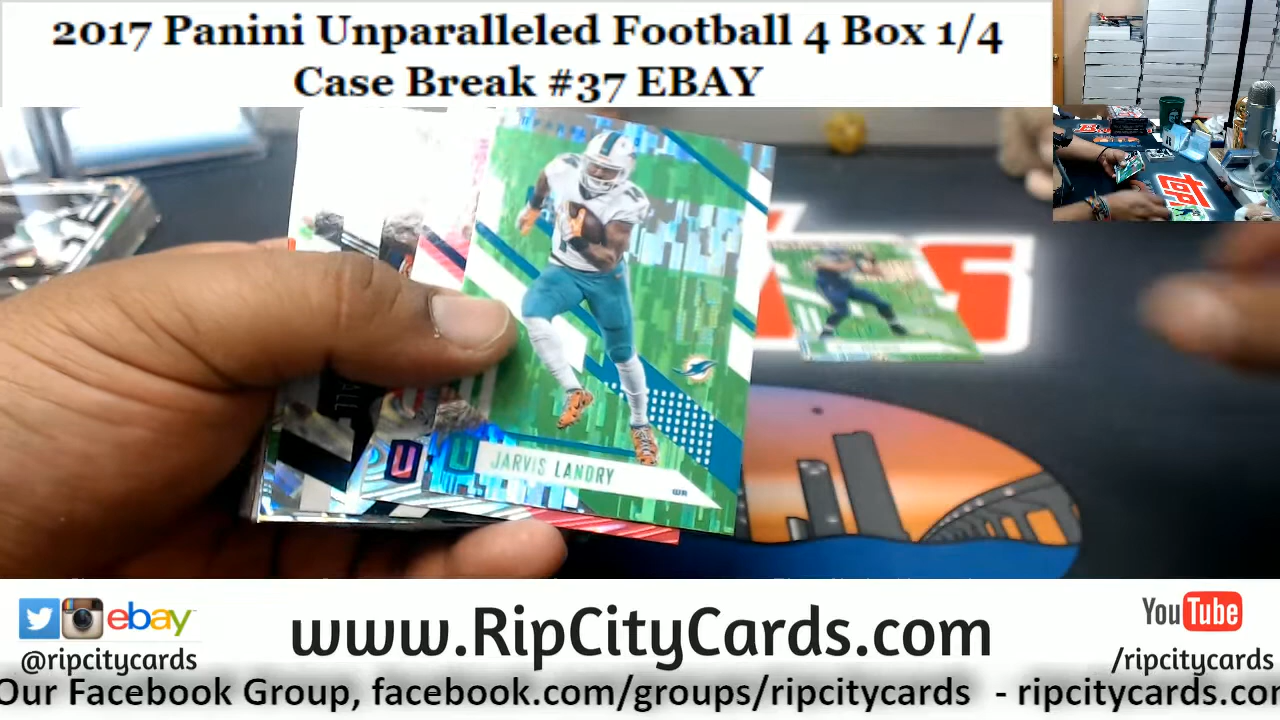 2017 Panini Unparalleled Football 4 Box 1/4
Case Break #37 EBAY
JARVIS LANDRY
WR
U
U
ebay
@ripcitycards
www.RipCityCards.com
YouTube
/ripcitycards
Our Facebook Group, facebook.com/groups/ripcitycards - ripcitycards.com